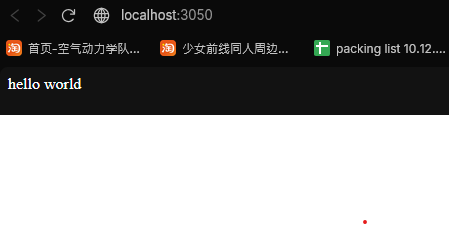 localhost:3050
首页-空气动力学队... 少女前线同人周边... packing list 10.12....
hello world